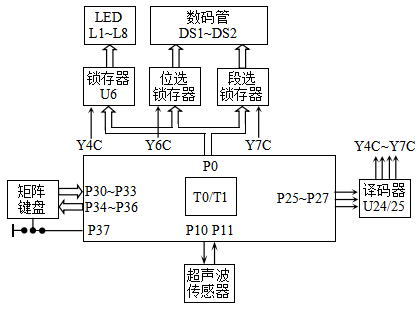 LED
L1~L8
数码管
DS1~DS2
锁存器
U6
位选
锁存器
段选
锁存器
Y4C
Y6C
Y7C
P0
Y4C~Y7C
矩阵
键盘
P30~P33
P34~P36
T0/T1
P25~P27
译码器
U24/25
P37
P10 P11
超声波
传感器